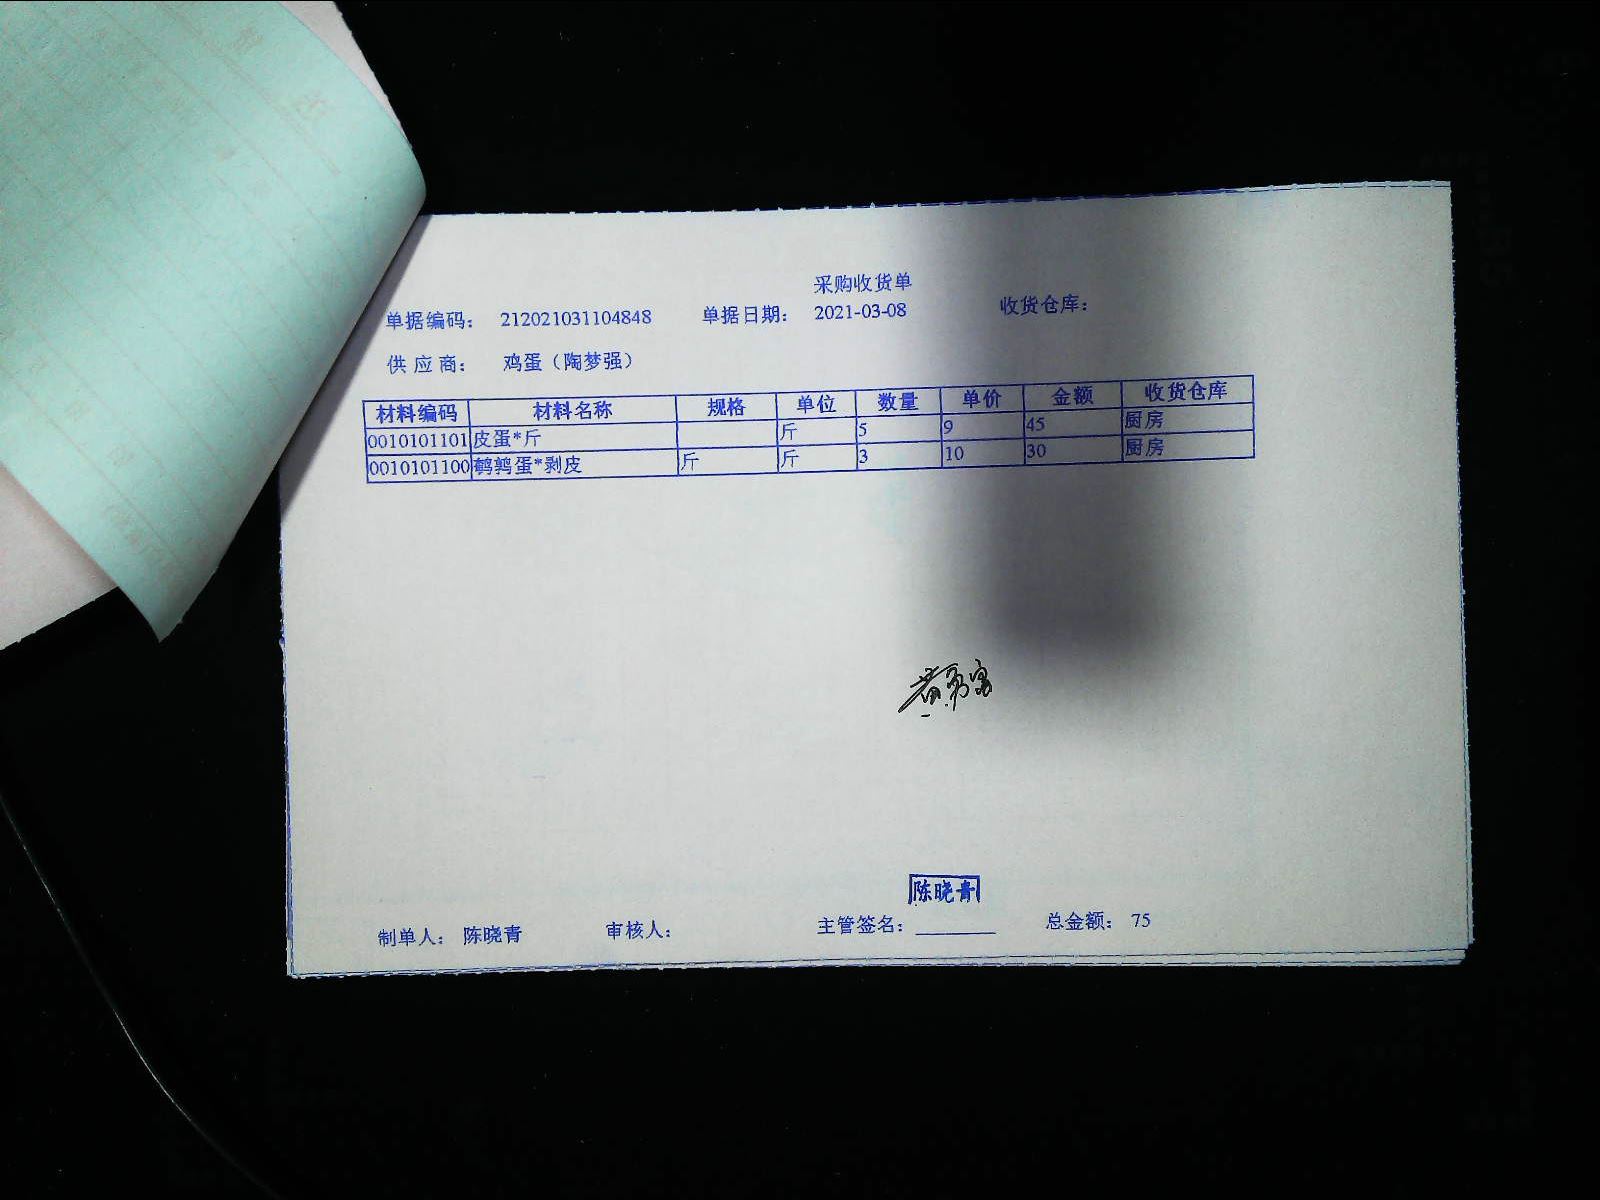 采购收货单
单据编码： 212021031104848 单据日期： 2021-03-08 收货仓库：
供 应 商： 鸡蛋（陶梦强）
材料编码 材料名称 规格 单位 数量 单价 金额 收货仓库
0010101101 皮蛋*斤 斤 5 9 45 厨房
0010101100 鹌鹑蛋*剥皮 斤 斤 3 10 30 厨房
陈晓青
制单人： 陈晓青 审核人： 主管签名： 总金额： 75